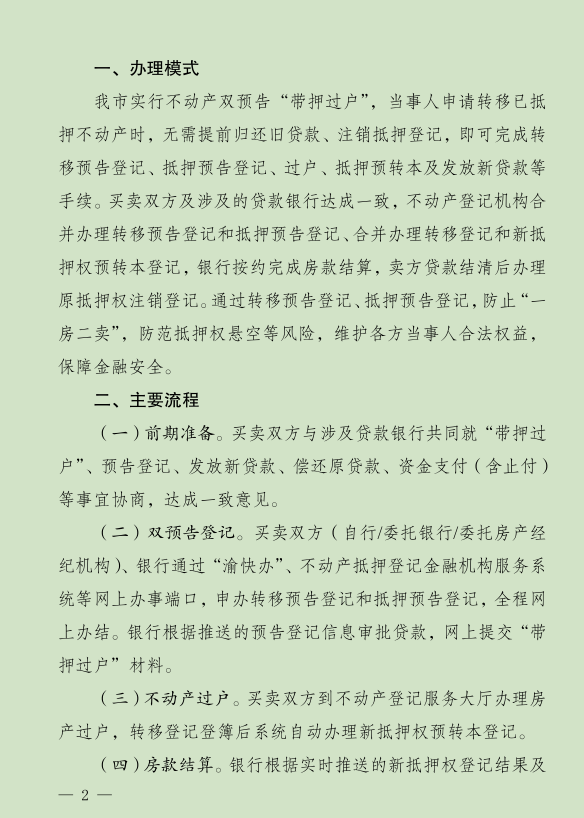 一、办理模式
我市实行不动产双预告“带押过户”，当事人申请转移已抵
押不动产时，无需提前归还旧贷款、注销抵押登记，即可完成转
移预告登记、抵押预告登记、过户、抵押预转本及发放新贷款等
手续。买卖双方及涉及的贷款银行达成一致，不动产登记机构合
并办理转移预告登记和抵押预告登记、合并办理转移登记和新抵
押权预转本登记，银行按约完成房款结算，卖方贷款结清后办理
原抵押权注销登记。通过转移预告登记、抵押预告登记，防止“一
房二卖”，防范抵押权悬空等风险，维护各方当事人合法权益，
保障金融安全。
二、主要流程
（一）前期准备。买卖双方与涉及贷款银行共同就“带押过
户”、预告登记、发放新贷款、偿还原贷款、资金支付（含止付）
等事宜协商，达成一致意见。
（二）双预告登记。买卖双方（自行/委托银行/委托房产经
纪机构）、银行通过“渝快办”、不动产抵押登记金融机构服务系
统等网上办事端口，申办转移预告登记和抵押预告登记，全程网
上办结。银行根据推送的预告登记信息审批贷款，网上提交“带
押过户”材料。
（三）不动产过户。买卖双方到不动产登记服务大厅办理房
产过户，转移登记登簿后系统自动办理新抵押权预转本登记。
（四）房款结算。银行根据实时推送的新抵押权登记结果及
— 2 —